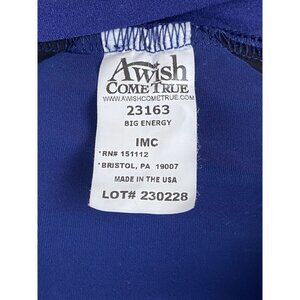 A Wish
COME TRUE
WWW.AWISHCOMETRUE.COM
23163
BIG ENERGY
IMC
*RN# 151112
*BRISTOL, PA 19007
MADE IN THE USA
LOT# 230228